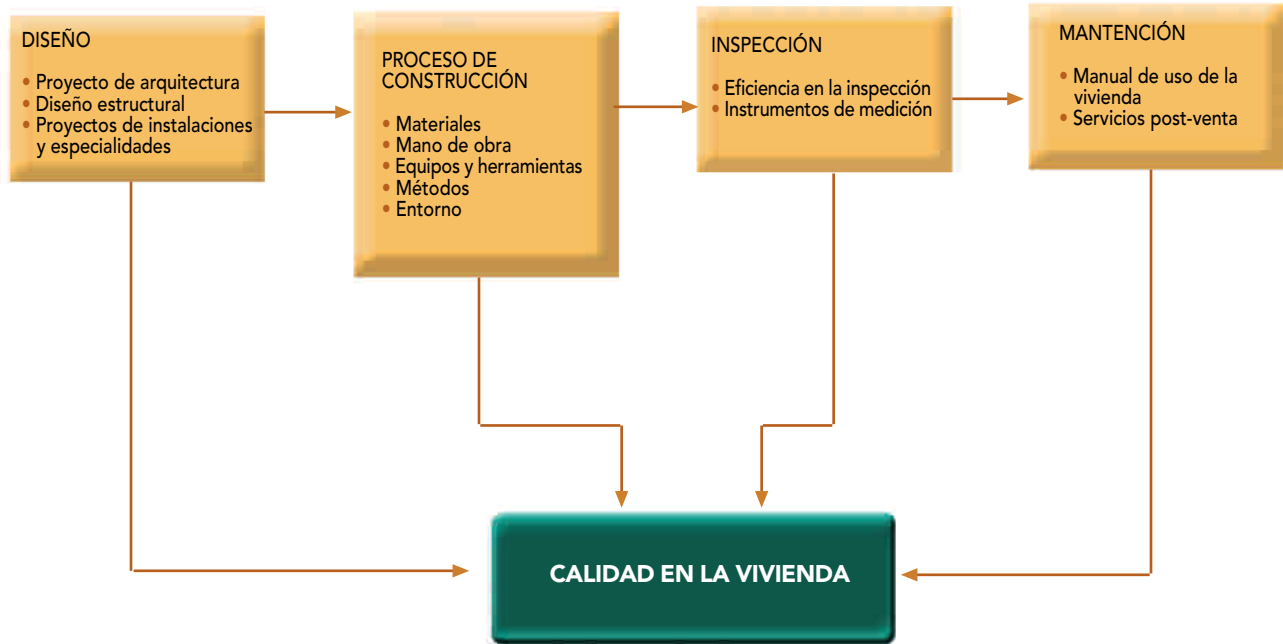 DISEÑO
• Proyecto de arquitectura
• Diseño estructural
• Proyectos de instalaciones
y especialidades
PROCESO DE
CONSTRUCCIÓN
• Materiales
• Mano de obra
• Equipos y herramientas
• Métodos
• Entorno
INSPECCIÓN
• Eficiencia en la inspección
• Instrumentos de medición
MANTENCIÓN
• Manual de uso de la
vivienda
• Servicios post-venta
CALIDAD EN LA VIVIENDA